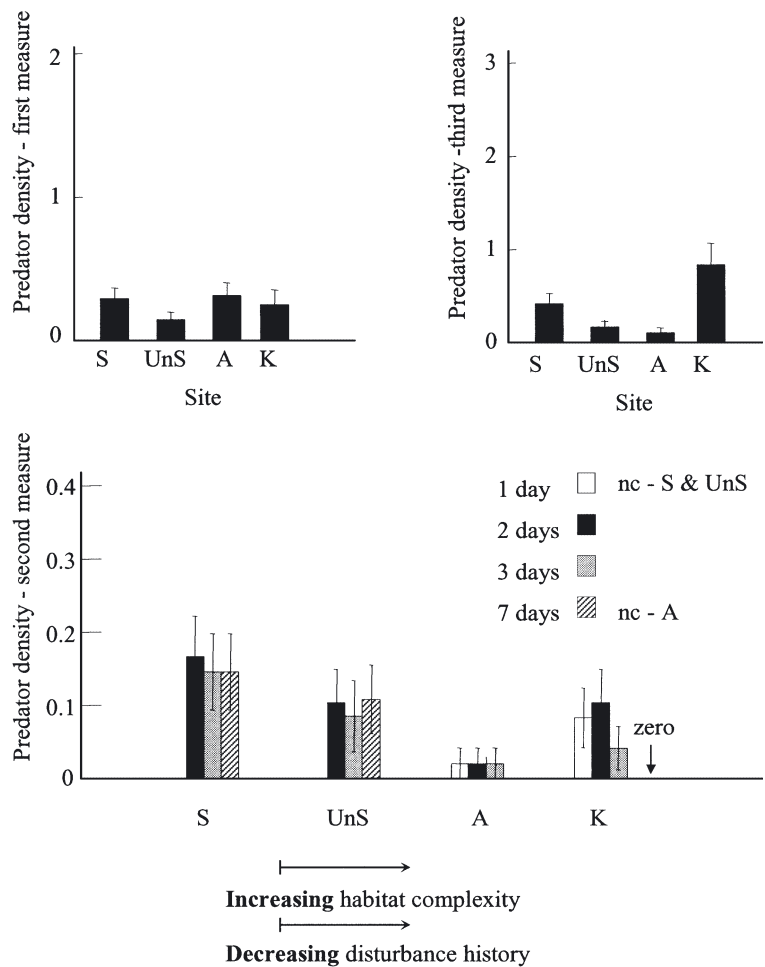 Predator density - first measure
2
1
0
S UnS A K
Site
Predator density -third measure
3
2
1
0
S UnS A K
Site
Predator density - second measure
0.4
0.3
0.2
0.1
0
1 day nc - S & UnS
2 days
3 days
7 days nc - A
zero
S UnS A K
Increasing habitat complexity
Decreasing disturbance history